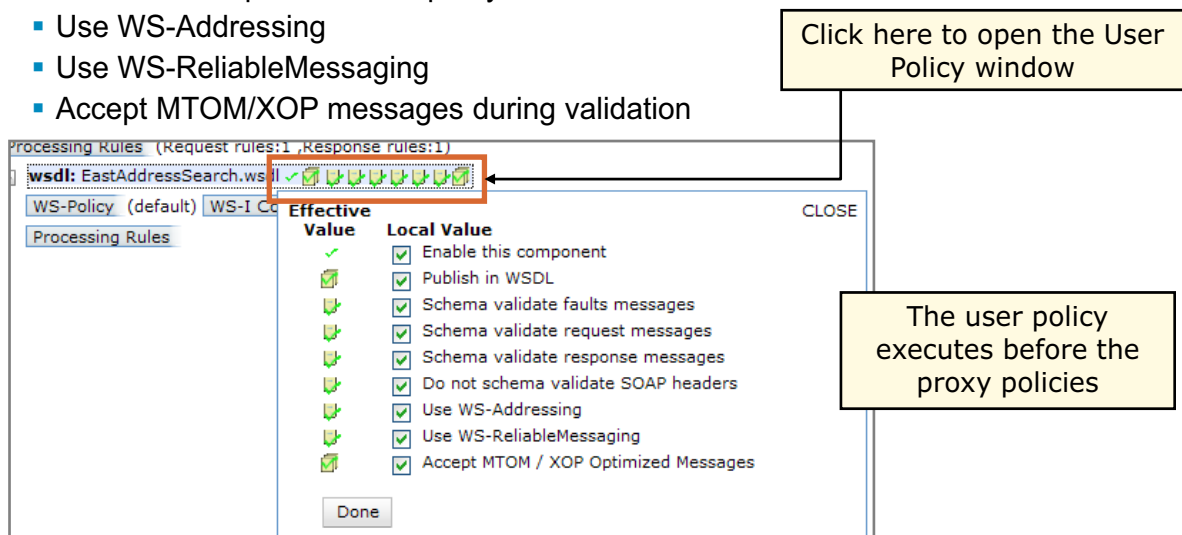 Use WS-Addressing
Use WS-ReliableMessaging
Accept MTOM/XOP messages during validation
Click here to open the User
Policy window
Processing Rules (Request rules:1 ,Response rules:1)
wsdl: EastAddressSearch.wsdl
WS-Policy (default) WS-I Co
Processing Rules
Effective
Value Local Value
CLOSE
Enable this component
Publish in WSDL
Schema validate faults messages
Schema validate request messages
Schema validate response messages
Do not schema validate SOAP headers
Use WS-Addressing
Use WS-ReliableMessaging
Accept MTOM / XOP Optimized Messages
Done
The user policy
executes before the
proxy policies